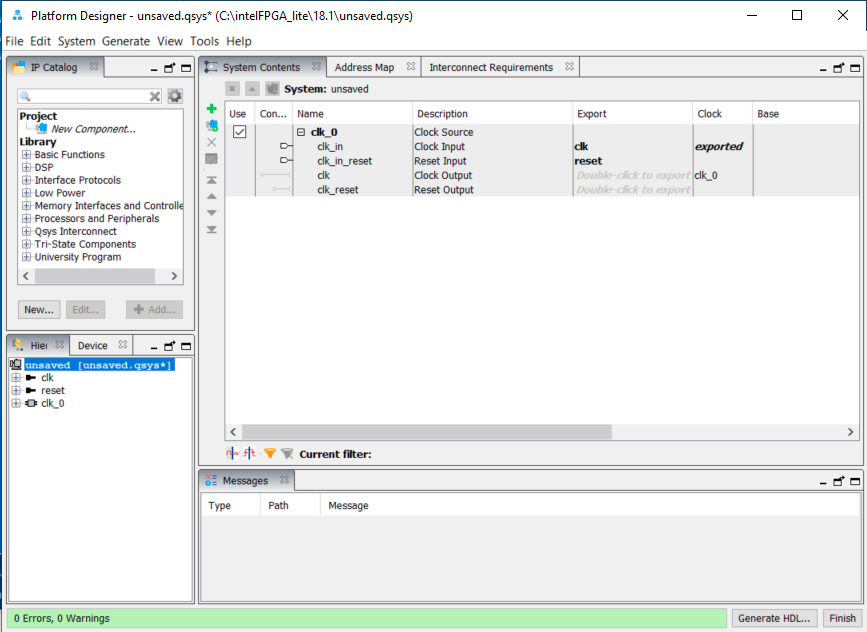 Platform Designer - unsaved.qsys* (C:\intelFPGA_lite\18.1\unsaved.qsys)
File Edit System Generate View Tools Help
IP Catalog
Project
New Component...
Library
Basic Functions
DSP
Interface Protocols
Low Power
Memory Interfaces and Controlle
Processors and Peripherals
Qsys Interconnect
Tri-State Components
University Program
New... Edit... Add...
Hier Device
unsaved [unsaved.qsys*]
clk
reset
clk_0
System Contents Address Map Interconnect Requirements
System: unsaved
Use Con... Name Description Export Clock Base
clk_0 Clock Source
clk_in Clock Input clk exported
clk_in_reset Reset Input reset
clk Clock Output Double-click to export clk_0
clk_reset Reset Output Double-click to export
Current filter:
Messages
Type Path Message
0 Errors, 0 Warnings
Generate HDL... Finish